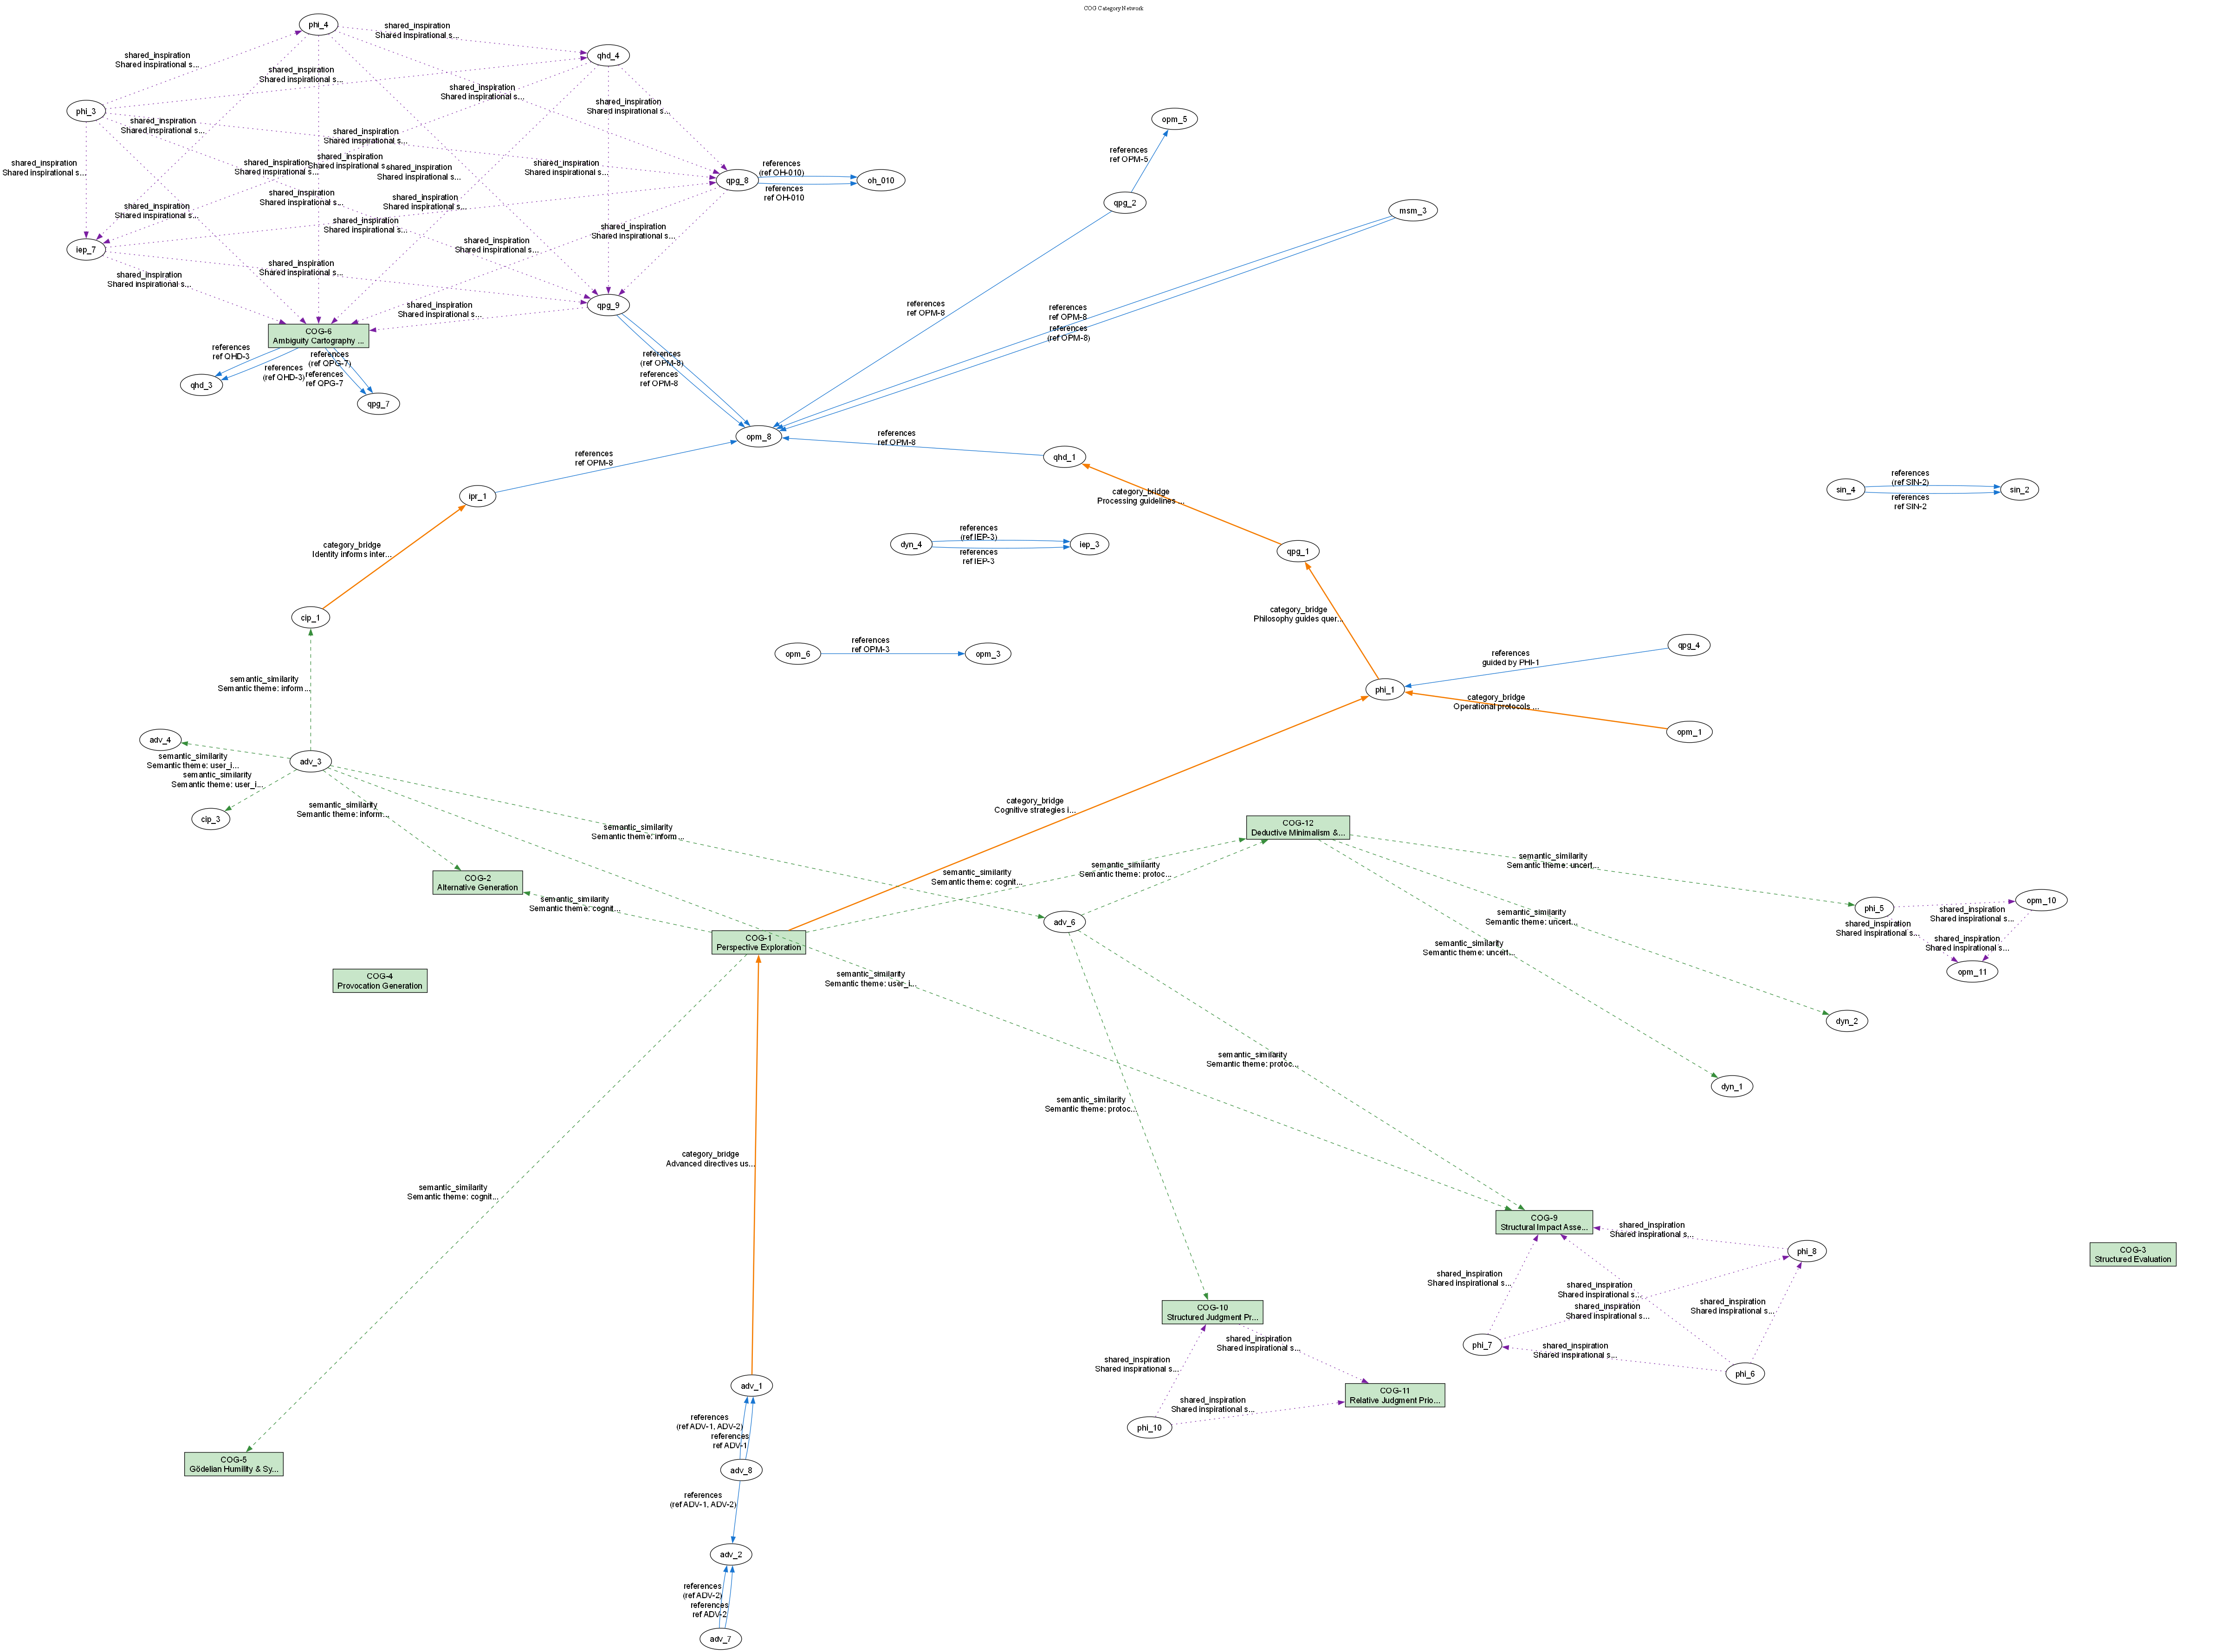 COG Category Network
phi_4
shared_inspiration
Shared inspirational s...
qhd_4
shared_inspiration
Shared inspirational s...
shared_inspiration
Shared inspirational s...
shared_inspiration
Shared inspirational s...
shared_inspiration
Shared inspirational s...
phi_3
opm_5
shared_inspiration
Shared inspirational s...
shared_inspiration
Shared inspirational s...
references
ref OPM-5
shared_inspiration
Shared inspirational s...
shared_inspiration
Shared inspirational s...
shared_inspiration
Shared inspirational s...
shared_inspiration
Shared inspirational s...
shared_inspiration
Shared inspirational s...
qpg_8
references
(ref OH-010)
references
ref OH-010
oh_010
shared_inspiration
Shared inspirational s...
shared_inspiration
Shared inspirational s...
qpg_2
msm_3
shared_inspiration
Shared inspirational s...
shared_inspiration
Shared inspirational s...
shared_inspiration
Shared inspirational s...
shared_inspiration
Shared inspirational s...
iep_7
shared_inspiration
Shared inspirational s...
shared_inspiration
Shared inspirational s...
shared_inspiration
Shared inspirational s...
qpg_9
references
ref OPM-8
references
ref OPM-8
references
(ref OPM-8)
COG-6
Ambiguity Cartography ...
references
ref QHD-3
references
(ref QPG-7)
references
(ref QHD-3)
references
ref QPG-7
references
(ref OPM-8)
references
ref OPM-8
qhd_3
qpg_7
opm_8
references
ref OPM-8
qhd_1
references
ref OPM-8
ipr_1
category_bridge
Processing guidelines ...
sin_4
references
(ref SIN-2)
references
ref SIN-2
sin_2
category_bridge
Identity informs inter...
dyn_4
references
(ref IEP-3)
references
ref IEP-3
iep_3
qpg_1
cip_1
category_bridge
Philosophy guides quer...
opm_6
references
ref OPM-3
opm_3
qpg_4
references
guided by PHI-1
semantic_similarity
Semantic theme: inform...
phi_1
category_bridge
Operational protocols ...
opm_1
adv_4
adv_3
semantic_similarity
Semantic theme: user_i...
semantic_similarity
Semantic theme: user_i...
cip_3
semantic_similarity
Semantic theme: inform...
category_bridge
Cognitive strategies i...
semantic_similarity
Semantic theme: inform...
COG-12
Deductive Minimalism &...
semantic_similarity
Semantic theme: uncert...
semantic_similarity
Semantic theme: protoc...
semantic_similarity
Semantic theme: cognit...
COG-2
Alternative Generation
semantic_similarity
Semantic theme: cognit...
adv_6
phi_5
opm_10
shared_inspiration
Shared inspirational s...
semantic_similarity
Semantic theme: uncert...
shared_inspiration
Shared inspirational s...
shared_inspiration
Shared inspirational s...
COG-1
Perspective Exploration
semantic_similarity
Semantic theme: uncert...
opm_11
COG-4
Provocation Generation
semantic_similarity
Semantic theme: user_i...
dyn_2
semantic_similarity
Semantic theme: protoc...
dyn_1
semantic_similarity
Semantic theme: protoc...
category_bridge
Advanced directives us...
semantic_similarity
Semantic theme: cognit...
COG-9
Structural Impact Asse...
shared_inspiration
Shared inspirational s...
phi_8
COG-3
Structured Evaluation
shared_inspiration
Shared inspirational s...
shared_inspiration
Shared inspirational s...
shared_inspiration
Shared inspirational s...
shared_inspiration
Shared inspirational s...
COG-10
Structured Judgment Pr...
shared_inspiration
Shared inspirational s...
phi_7
shared_inspiration
Shared inspirational s...
shared_inspiration
Shared inspirational s...
phi_6
adv_1
COG-11
Relative Judgment Prio...
shared_inspiration
Shared inspirational s...
phi_10
references
(ref ADV-1, ADV-2)
references
ref ADV-1
COG-5
Gödelian Humility & Sy...
adv_8
references
(ref ADV-1, ADV-2)
adv_2
references
(ref ADV-2)
references
ref ADV-2
adv_7